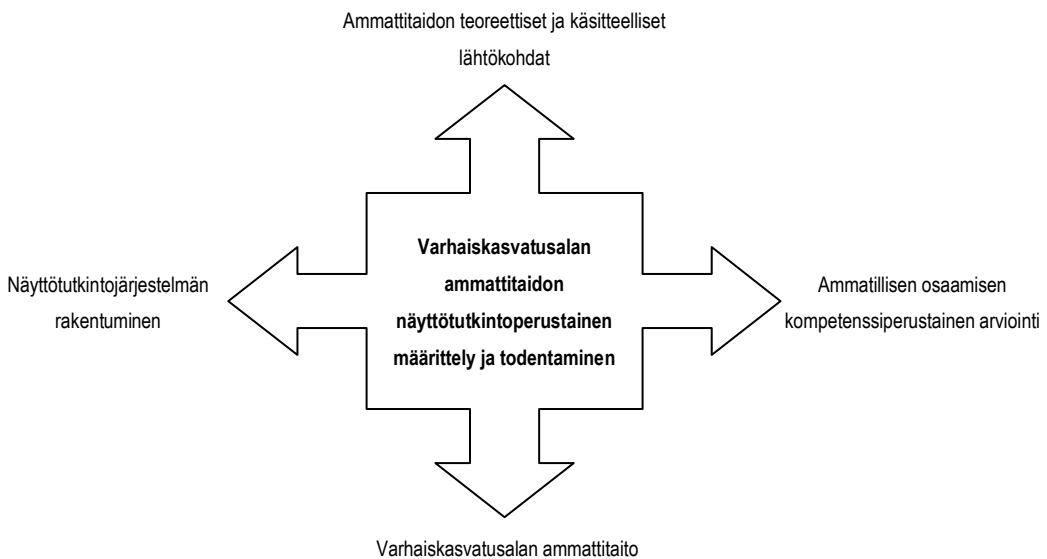 Ammattitaidon teoreettiset ja käsitteelliset
lähtökohdat
Varhaiskasvatusalan
ammattitaidon
näyttötutkintoperustainen
määrittely ja todentaminen
Näyttötutkintojärjestelmän
rakentuminen
Ammatillisen osaamisen
kompetenssiperustainen arviointi
Varhaiskasvatusalan ammattitaito